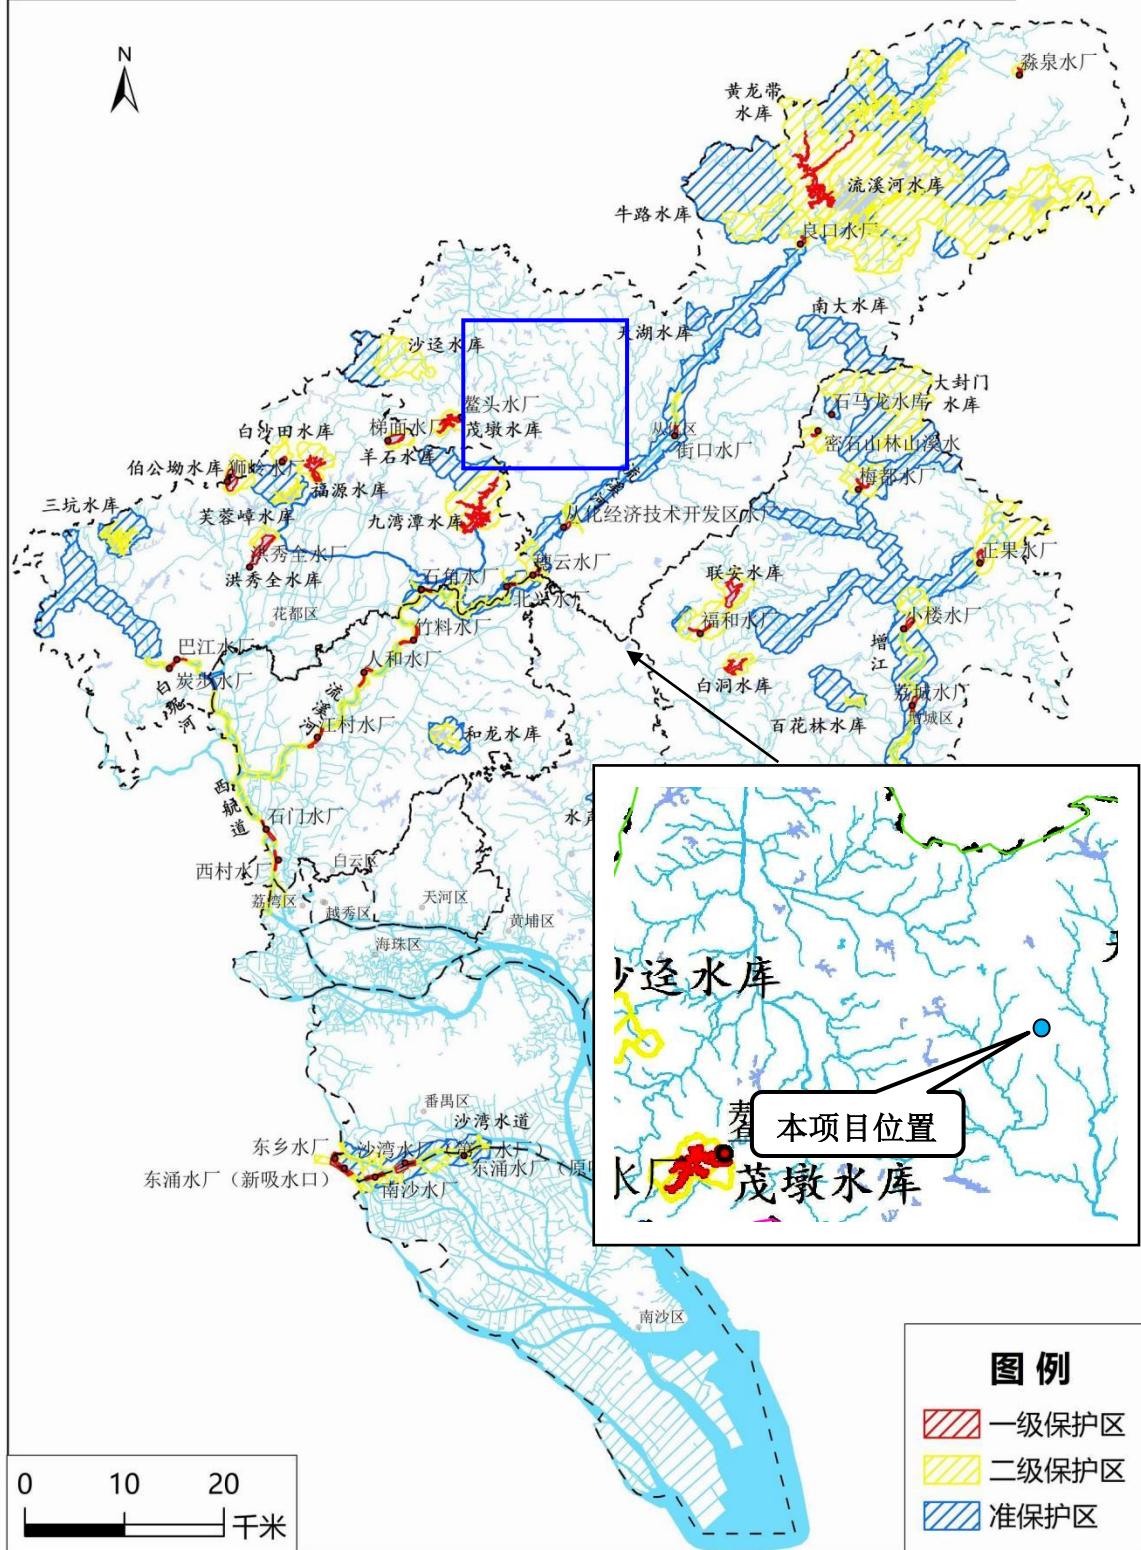 N
淼泉水厂
黄龙带
水库
流溪河水库
牛路水库
良口水厂
南大水库
天湖水库
沙迳水库
大封门
水库
石马龙水库
鳌头水厂
梯面水厂
茂墩水库
羊石水库
从化区
街口水厂
密石山林山溪水
白沙田水库
狮岭水厂
伯公坳水库
福源水库
梅都水厂
三坑水库
芙蓉嶂水库
九湾潭水库
从化经济技术开发区水厂
洪秀全水厂
正果水厂
洪秀全水库
石角水厂
穗云水厂
北兴水厂
联安水库
花都区
竹料水厂
福和水厂
小楼水厂
巴江水厂
人和水厂
增江
炭步水厂
白坭河
流溪河
白洞水库
荔城水厂
增城区
江村水厂
和龙水库
百花林水库
西航道
石门水厂
白云区
西村水厂
荔湾区
越秀区
天河区
黄埔区
海珠区
沙迳水库
本项目位置
茂墩水库
番禺区
沙湾水道
东乡水厂
沙湾水厂
东涌水厂（新吸水口）
南沙水厂
南沙区
图例
一级保护区
二级保护区
准保护区
0 10 20
千米